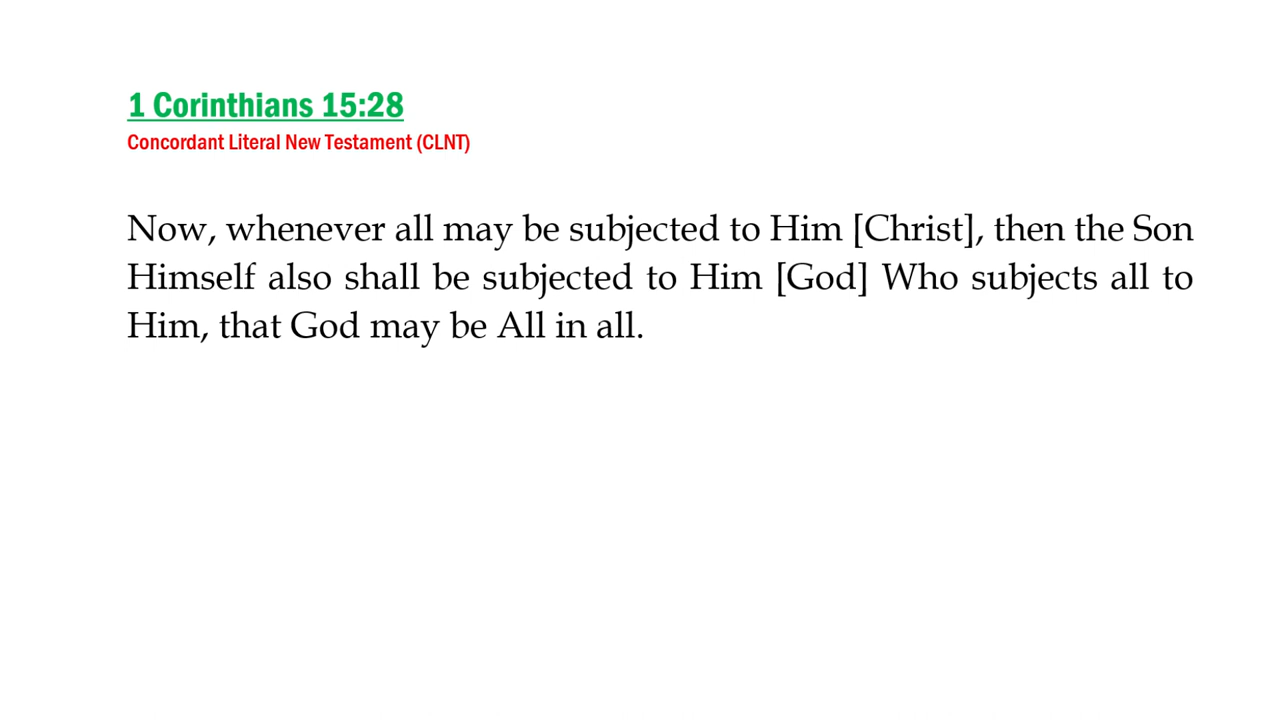 1 Corinthians 15:28
Concordant Literal New Testament (CLNT)
Now, whenever all may be subjected to Him [Christ], then the Son
Himself also shall be subjected to Him [God] Who subjects all to
Him, that God may be All in all.